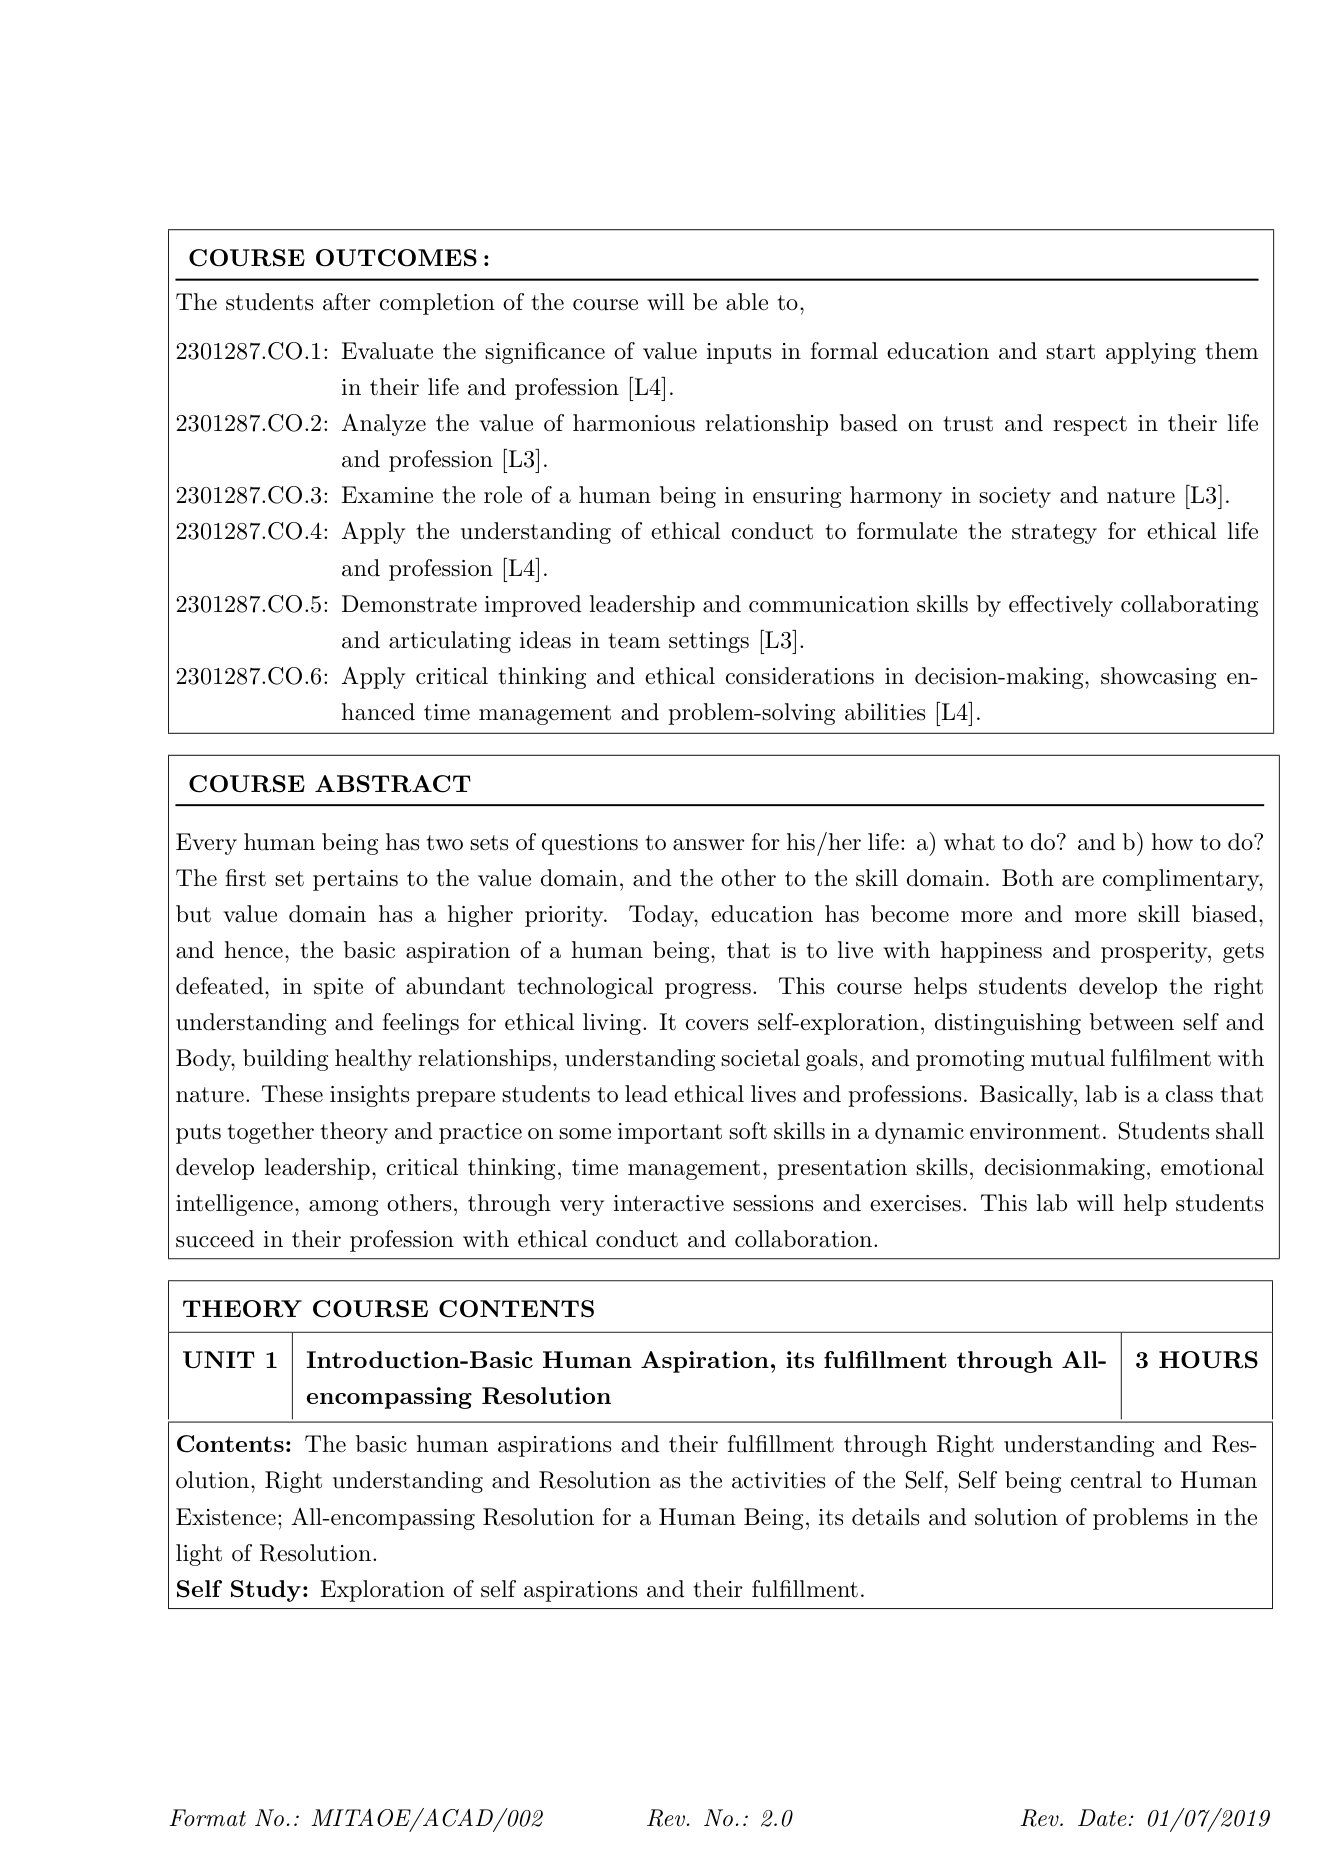 COURSE OUTCOMES:
The students after completion of the course will be able to,
2301287.CO.1: Evaluate the significance of value inputs in formal education and start applying them
in their life and profession [L4].
2301287.CO.2: Analyze the value of harmonious relationship based on trust and respect in their life
and profession [L3].
2301287.CO.3: Examine the role of a human being in ensuring harmony in society and nature [L3].
2301287.CO.4: Apply the understanding of ethical conduct to formulate the strategy for ethical life
and profession [L4].
2301287.CO.5: Demonstrate improved leadership and communication skills by effectively collaborating
and articulating ideas in team settings [L3].
2301287.CO.6: Apply critical thinking and ethical considerations in decision-making, showcasing en-
hanced time management and problem-solving abilities [L4].
COURSE ABSTRACT
Every human being has two sets of questions to answer for his/her life: a) what to do? and b) how to do?
The first set pertains to the value domain, and the other to the skill domain. Both are complimentary,
but value domain has a higher priority. Today, education has become more and more skill biased,
and hence, the basic aspiration of a human being, that is to live with happiness and prosperity, gets
defeated, in spite of abundant technological progress. This course helps students develop the right
understanding and feelings for ethical living. It covers self-exploration, distinguishing between self and
Body, building healthy relationships, understanding societal goals, and promoting mutual fulfilment with
nature. These insights prepare students to lead ethical lives and professions. Basically, lab is a class that
puts together theory and practice on some important soft skills in a dynamic environment. Students shall
develop leadership, critical thinking, time management, presentation skills, decisionmaking, emotional
intelligence, among others, through very interactive sessions and exercises. This lab will help students
succeed in their profession with ethical conduct and collaboration.
THEORY COURSE CONTENTS
UNIT 1 Introduction-Basic Human Aspiration, its fulfillment through All- 3 HOURS
encompassing Resolution
Contents: The basic human aspirations and their fulfillment through Right understanding and Res-
olution, Right understanding and Resolution as the activities of the Self, Self being central to Human
Existence; All-encompassing Resolution for a Human Being, its details and solution of problems in the
light of Resolution.
Self Study: Exploration of self aspirations and their fulfillment.
Format No.: MITAOE/ACAD/002 Rev. No.: 2.0 Rev. Date: 01/07/2019